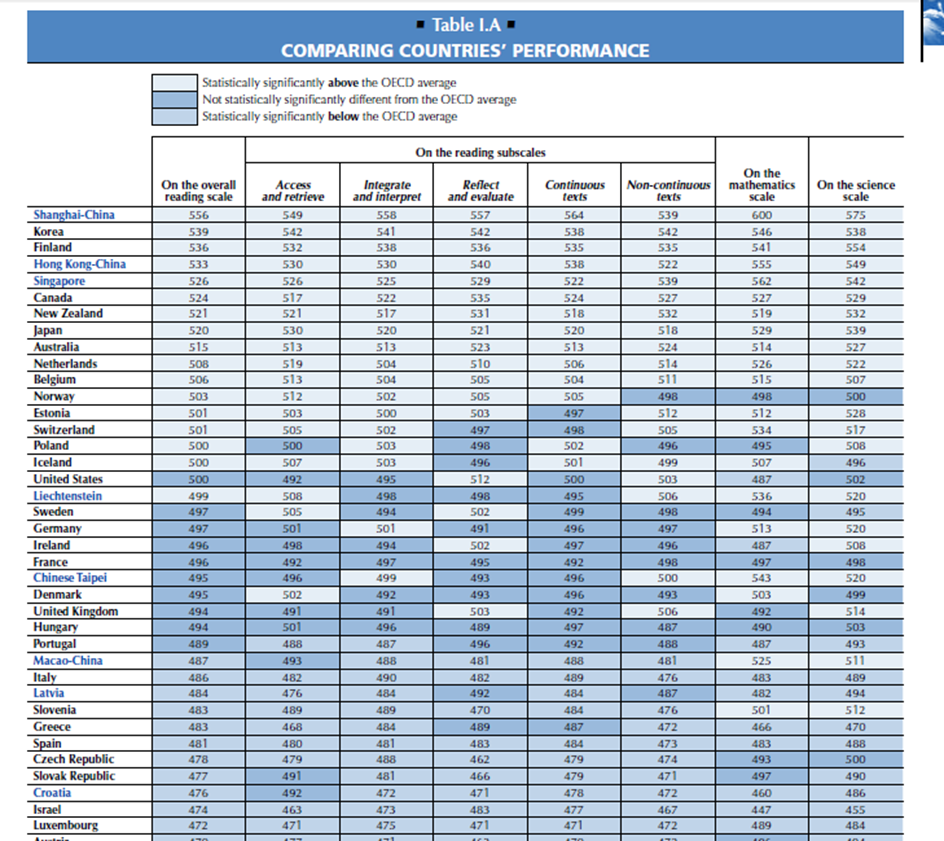 ▪ Table I.A ▪
COMPARING COUNTRIES' PERFORMANCE
Statistically significantly above the OECD average
Not statistically significantly different from the OECD average
Statistically significantly below the OECD average
On the overall reading scale
On the reading subscales
Access and retrieve
Integrate and interpret
Reflect and evaluate
Continuous texts
Non-continuous texts
On the mathematics scale
On the science scale
Shanghai-China 556 549 558 557 564 539 600 575
Korea 539 542 541 542 538 542 546 538
Finland 536 532 538 536 535 535 541 554
Hong Kong-China 533 530 530 540 538 522 555 549
Singapore 526 526 525 529 522 539 562 542
Canada 524 517 522 535 524 527 527 529
New Zealand 521 521 517 531 518 532 519 532
Japan 520 530 520 521 520 518 529 539
Australia 515 513 513 523 513 524 514 527
Netherlands 508 519 504 510 506 514 526 522
Belgium 506 513 504 505 504 511 515 507
Norway 503 512 502 505 505 498 498 500
Estonia 501 503 500 503 497 512 512 528
Switzerland 501 505 502 497 498 505 534 517
Poland 500 500 503 498 502 496 495 508
Iceland 500 507 503 496 501 499 507 496
United States 500 492 495 512 500 503 487 502
Liechtenstein 499 508 498 498 495 506 536 520
Sweden 497 505 494 502 499 498 494 495
Germany 497 501 501 491 496 497 513 520
Ireland 496 498 494 502 497 496 487 508
France 496 492 497 495 492 498 497 498
Chinese Taipei 495 496 499 493 496 500 543 520
Denmark 495 502 492 493 496 493 503 499
United Kingdom 494 491 491 503 492 506 492 514
Hungary 494 501 496 489 497 487 490 503
Portugal 489 488 487 496 492 488 487 493
Macao-China 487 493 488 481 488 481 525 511
Italy 486 482 490 482 489 476 483 489
Latvia 484 476 484 492 484 487 482 494
Slovenia 483 489 489 470 484 476 501 512
Greece 483 468 484 489 487 472 466 470
Spain 481 480 481 483 484 473 483 488
Czech Republic 478 479 488 462 479 474 493 500
Slovak Republic 477 491 481 466 479 471 497 490
Croatia 476 492 472 471 478 472 460 486
Israel 474 463 473 483 477 467 447 455
Luxembourg 472 471 475 471 471 472 489 484